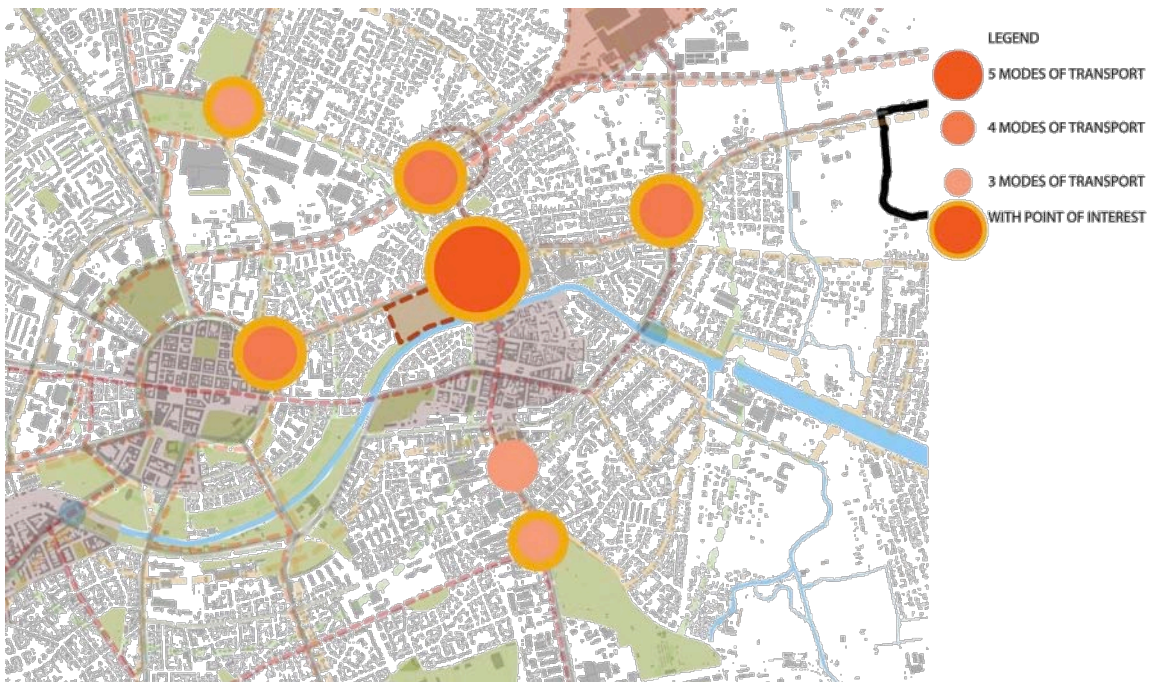 LEGEND
5 MODES OF TRANSPORT
4 MODES OF TRANSPORT
3 MODES OF TRANSPORT
WITH POINT OF INTEREST